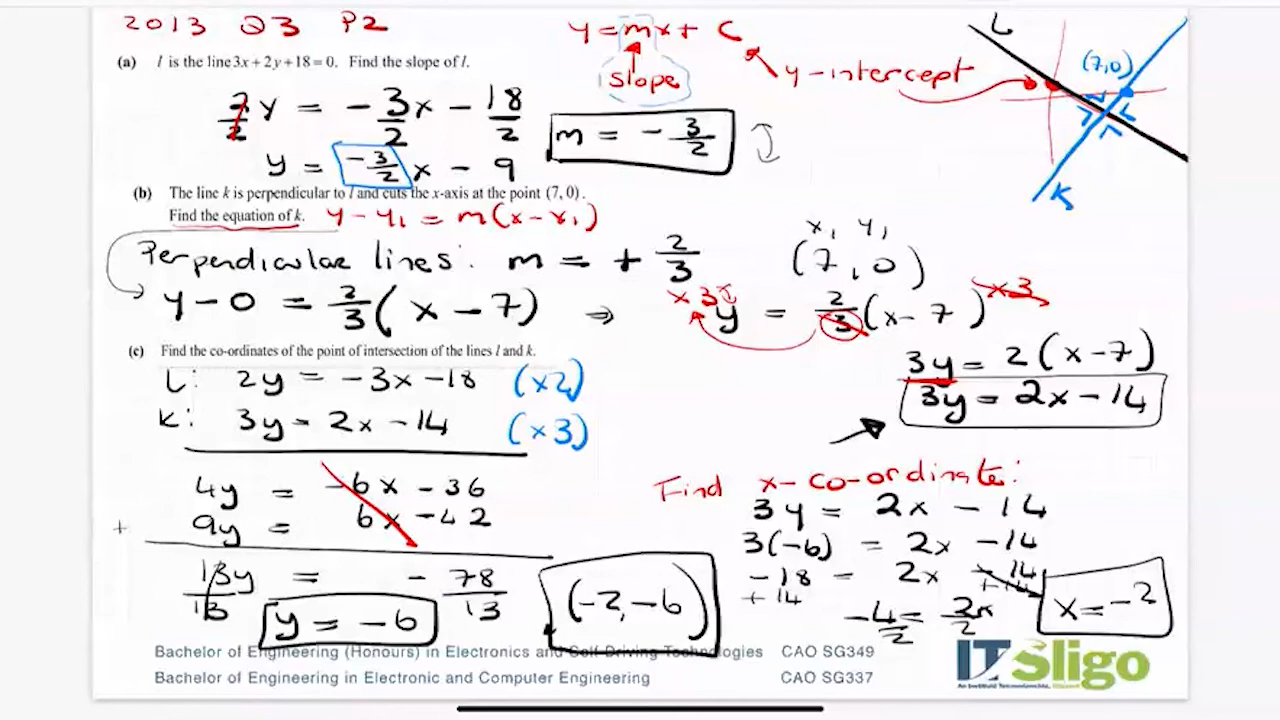 2013 Q3 P2
y = mx + c
slope
y-intercept
L
(7,0)
K
(a) l is the line 3x + 2y + 18 = 0. Find the slope of l.
2/2 y = -3/2 x - 18/2
y = -3/2 x - 9
m = - 3/2
(b) The line k is perpendicular to l and cuts the x-axis at the point (7, 0).
Find the equation of k. y - y₁ = m(x - x₁)
Perpendicular lines: m = + 2/3
x₁ y₁
(7, 0)
y - 0 = 2/3 (x - 7) ⇒
x3 y = 2/3 (x - 7) x3
3y = 2(x - 7)
3y = 2x - 14
(c) Find the co-ordinates of the point of intersection of the lines l and k.
L: 2y = -3x - 18 (x2)
K: 3y = 2x - 14 (x3)
4y = -6x - 36
+ 9y = 6x - 42
13y/13 = - 78/13
y = -6
(-2, -6)
Find x-co-ordinate:
3y = 2x - 14
3(-6) = 2x - 14
-18 = 2x - 14
+14 +14
-4/2 = 2x/2
x = -2
Bachelor of Engineering (Honours) in Electronics and Self-Driving Technologies CAO SG349
Bachelor of Engineering in Electronic and Computer Engineering CAO SG337
IT Sligo